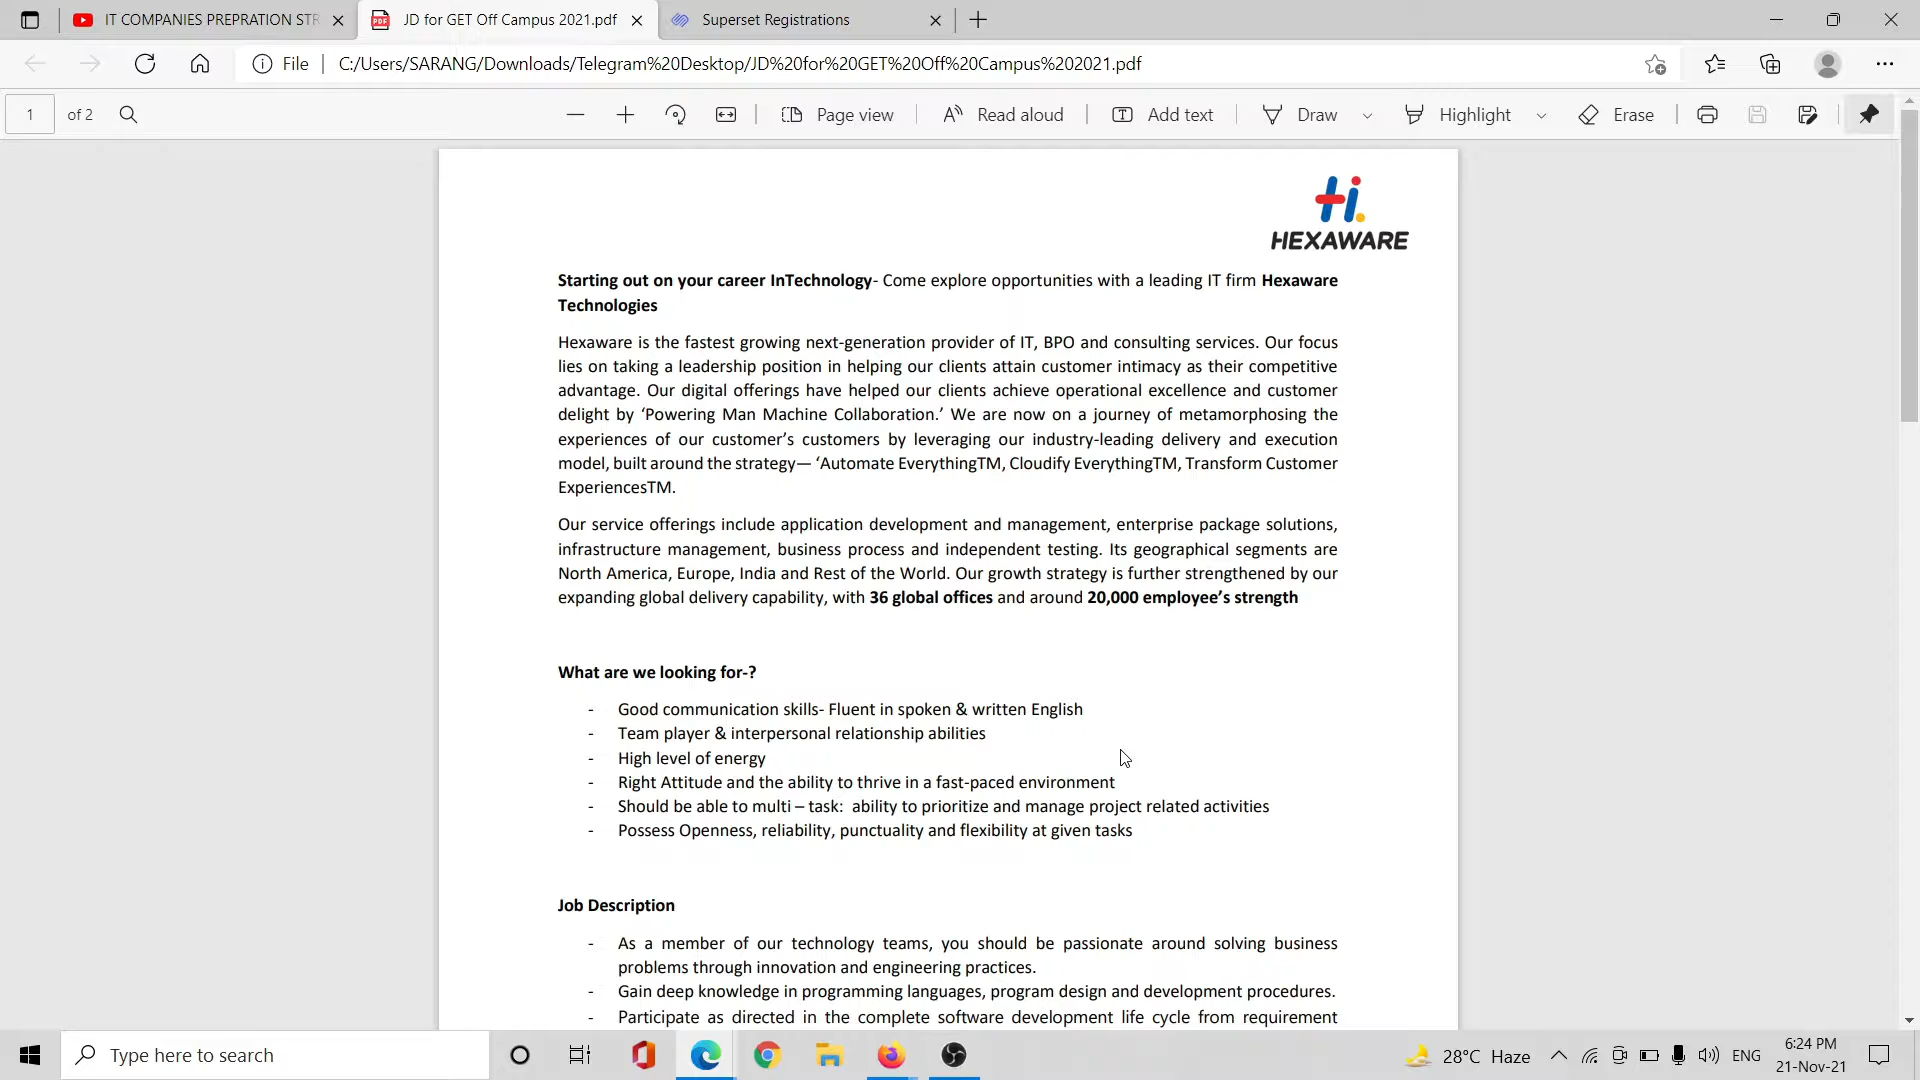 IT COMPANIES PREPRATION STR
JD for GET Off Campus 2021.pdf
Superset Registrations
File
C:/Users/SARANG/Downloads/Telegram%20Desktop/JD%20for%20GET%20Off%20Campus%202021.pdf
1 of 2
Page view
Read aloud
Add text
Draw
Highlight
Erase
HEXAWARE
Starting out on your career InTechnology- Come explore opportunities with a leading IT firm Hexaware
Technologies
Hexaware is the fastest growing next-generation provider of IT, BPO and consulting services. Our focus
lies on taking a leadership position in helping our clients attain customer intimacy as their competitive
advantage. Our digital offerings have helped our clients achieve operational excellence and customer
delight by ‘Powering Man Machine Collaboration.’ We are now on a journey of metamorphosing the
experiences of our customer’s customers by leveraging our industry-leading delivery and execution
model, built around the strategy— ‘Automate EverythingTM, Cloudify EverythingTM, Transform Customer
ExperiencesTM.
Our service offerings include application development and management, enterprise package solutions,
infrastructure management, business process and independent testing. Its geographical segments are
North America, Europe, India and Rest of the World. Our growth strategy is further strengthened by our
expanding global delivery capability, with 36 global offices and around 20,000 employee’s strength
What are we looking for-?
- Good communication skills- Fluent in spoken & written English
- Team player & interpersonal relationship abilities
- High level of energy
- Right Attitude and the ability to thrive in a fast-paced environment
- Should be able to multi – task: ability to prioritize and manage project related activities
- Possess Openness, reliability, punctuality and flexibility at given tasks
Job Description
- As a member of our technology teams, you should be passionate around solving business
problems through innovation and engineering practices.
- Gain deep knowledge in programming languages, program design and development procedures.
- Participate as directed in the complete software development life cycle from requirement
Type here to search
28°C Haze
ENG
6:24 PM
21-Nov-21